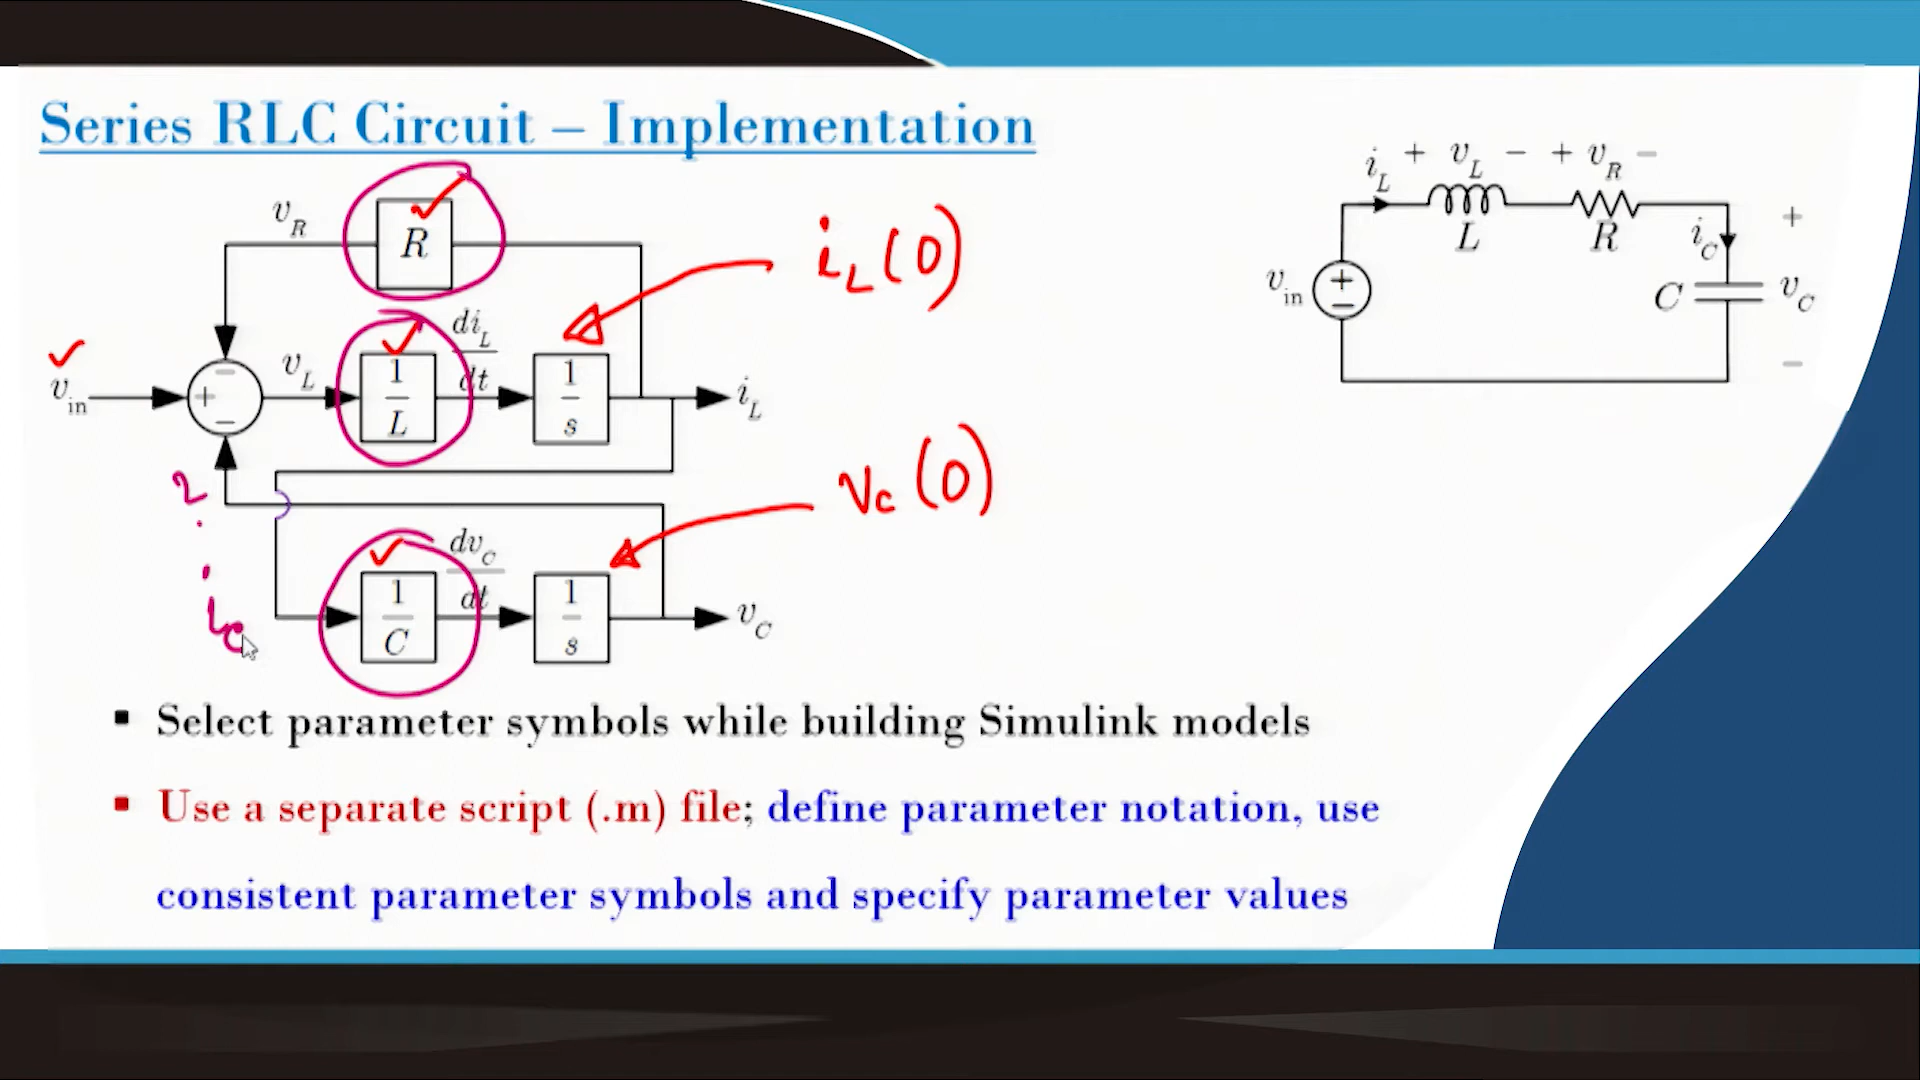 Series RLC Circuit – Implementation
v_R
R
i_L(0)
di_L
dt
v_in
+
−
−
v_L
1
L
1
s
i_L
v_c(0)
i_c
dv_C
dt
1
C
1
s
v_C
i_L + v_L − + v_R −
L
R
i_C
+
v_in
+
−
C
v_C
−
▪ Select parameter symbols while building Simulink models
▪ Use a separate script (.m) file; define parameter notation, use
consistent parameter symbols and specify parameter values